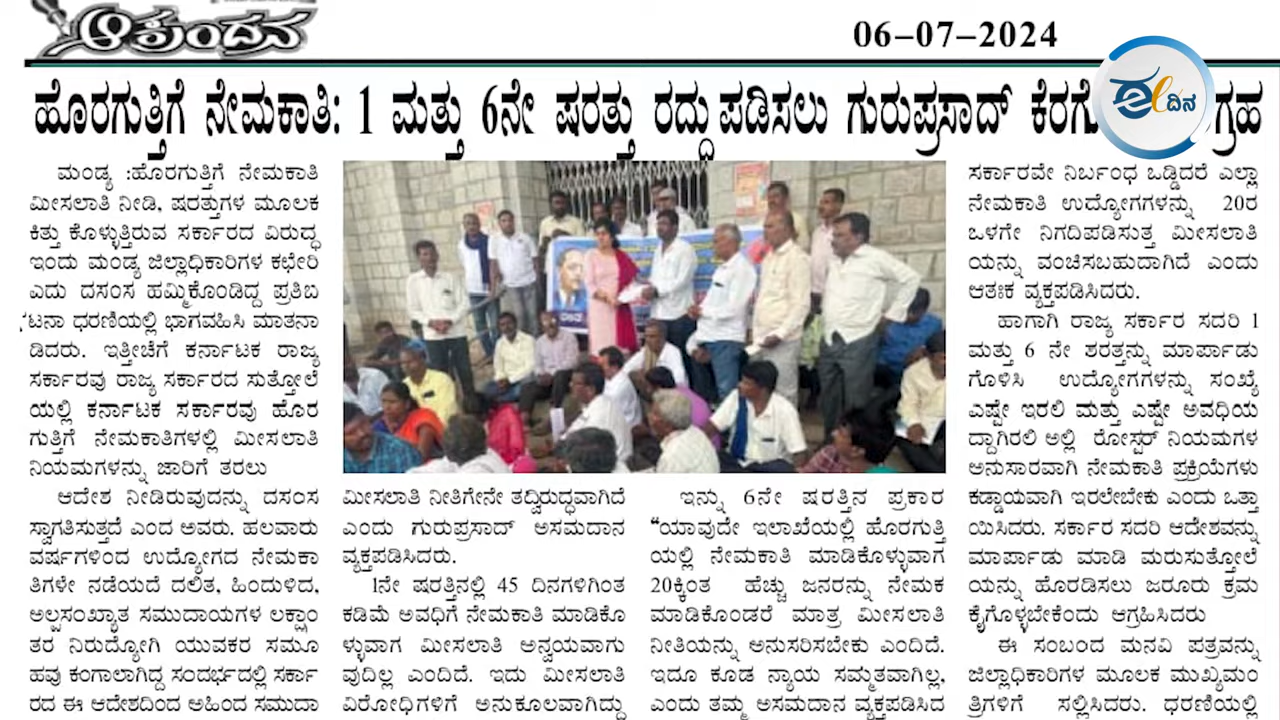 ಆಕ್ರಂದನ
06-07-2024
ಈ ದಿನ
ಹೊರಗುತ್ತಿಗೆ ನೇಮಕಾತಿ: 1 ಮತ್ತು 6ನೇ ಷರತ್ತು ರದ್ದುಪಡಿಸಲು ಗುರುಪ್ರಸಾದ್
ಮಂಡ್ಯ :ಹೊರಗುತ್ತಿಗೆ ನೇಮಕಾತಿ
ಮೀಸಲಾತಿ ನೀಡಿ, ಷರತ್ತುಗಳ ಮೂಲಕ
ಕಿತ್ತು ಕೊಳ್ಳುತ್ತಿರುವ ಸರ್ಕಾರದ ವಿರುದ್ಧ
ಇಂದು ಮಂಡ್ಯ ಜಿಲ್ಲಾಧಿಕಾರಿಗಳ ಕಛೇರಿ
ಎದು ದಸಂಸ ಹಮ್ಮಿಕೊಂಡಿದ್ದ ಪ್ರತಿಬ
ಟನಾ ಧರಣಿಯಲ್ಲಿ ಭಾಗವಹಿಸಿ ಮಾತನಾ
ಡಿದರು. ಇತ್ತೀಚೆಗೆ ಕರ್ನಾಟಕ ರಾಜ್ಯ
ಸರ್ಕಾರವು ರಾಜ್ಯ ಸರ್ಕಾರದ ಸುತ್ತೋಲೆ
ಯಲ್ಲಿ ಕರ್ನಾಟಕ ಸರ್ಕಾರವು ಹೊರ
ಗುತ್ತಿಗೆ ನೇಮಕಾತಿಗಳಲ್ಲಿ ಮೀಸಲಾತಿ
ನಿಯಮಗಳನ್ನು ಜಾರಿಗೆ ತರಲು
ಆದೇಶ ನೀಡಿರುವುದನ್ನು ದಸಂಸ
ಸ್ವಾಗತಿಸುತ್ತದೆ ಎಂದ ಅವರು. ಹಲವಾರು
ವರ್ಷಗಳಿಂದ ಉದ್ಯೋಗದ ನೇಮಕಾ
ತಿಗಳೇ ನಡೆಯದೆ ದಲಿತ, ಹಿಂದುಳಿದ,
ಅಲ್ಪಸಂಖ್ಯಾತ ಸಮುದಾಯಗಳ ಲಕ್ಷಾಂ
ತರ ನಿರುದ್ಯೋಗಿ ಯುವಕರ ಸಮೂ
ಹವು ಕಂಗಾಲಾಗಿದ್ದ ಸಂದರ್ಭದಲ್ಲಿ ಸರ್ಕಾ
ರದ ಈ ಆದೇಶದಿಂದ ಅಹಿಂದ ಸಮುದಾ
ಮೀಸಲಾತಿ ನೀತಿಗೇನೇ ತದ್ವಿರುದ್ಧವಾಗಿದೆ
ಎಂದು ಗುರುಪ್ರಸಾದ್ ಅಸಮದಾನ
ವ್ಯಕ್ತಪಡಿಸಿದರು.
1ನೇ ಷರತ್ತಿನಲ್ಲಿ 45 ದಿನಗಳಿಗಿಂತ
ಕಡಿಮೆ ಅವಧಿಗೆ ನೇಮಕಾತಿ ಮಾಡಿಕೊ
ಳ್ಳುವಾಗ ಮೀಸಲಾತಿ ಅನ್ವಯವಾಗು
ವುದಿಲ್ಲ ಎಂದಿದೆ. ಇದು ಮೀಸಲಾತಿ
ವಿರೋಧಿಗಳಿಗೆ ಅನುಕೂಲವಾಗಿದ್ದು
ಇನ್ನು 6ನೇ ಷರತ್ತಿನ ಪ್ರಕಾರ
“ಯಾವುದೇ ಇಲಾಖೆಯಲ್ಲಿ ಹೊರಗುತ್ತಿ
ಯಲ್ಲಿ ನೇಮಕಾತಿ ಮಾಡಿಕೊಳ್ಳುವಾಗ
20ಕ್ಕಿಂತ ಹೆಚ್ಚು ಜನರನ್ನು ನೇಮಕ
ಮಾಡಿಕೊಂಡರೆ ಮಾತ್ರ ಮೀಸಲಾತಿ
ನೀತಿಯನ್ನು ಅನುಸರಿಸಬೇಕು ಎಂದಿದೆ.
ಇದೂ ಕೂಡ ನ್ಯಾಯ ಸಮ್ಮತವಾಗಿಲ್ಲ,
ಎಂದು ತಮ್ಮ ಅಸಮದಾನ ವ್ಯಕ್ತಪಡಿಸಿದ
ಸರ್ಕಾರವೇ ನಿರ್ಬಂಧ ಒಡ್ಡಿದರೆ ಎಲ್ಲಾ
ನೇಮಕಾತಿ ಉದ್ಯೋಗಗಳನ್ನು 20ರ
ಒಳಗೇ ನಿಗದಿಪಡಿಸುತ್ತ ಮೀಸಲಾತಿ
ಯನ್ನು ವಂಚಿಸಬಹುದಾಗಿದೆ ಎಂದು
ಆತಂಕ ವ್ಯಕ್ತಪಡಿಸಿದರು.
ಹಾಗಾಗಿ ರಾಜ್ಯ ಸರ್ಕಾರ ಸದರಿ 1
ಮತ್ತು 6 ನೇ ಶರತ್ತನ್ನು ಮಾರ್ಪಾಡು
ಗೊಳಿಸಿ ಉದ್ಯೋಗಗಳನ್ನು ಸಂಖ್ಯೆ
ಎಷ್ಟೇ ಇರಲಿ ಮತ್ತು ಎಷ್ಟೇ ಅವಧಿಯ
ದ್ದಾಗಿರಲಿ ಅಲ್ಲಿ ರೋಸ್ಟರ್ ನಿಯಮಗಳ
ಅನುಸಾರವಾಗಿ ನೇಮಕಾತಿ ಪ್ರಕ್ರಿಯೆಗಳು
ಕಡ್ಡಾಯವಾಗಿ ಇರಲೇಬೇಕು ಎಂದು ಒತ್ತಾ
ಯಿಸಿದರು. ಸರ್ಕಾರ ಸದರಿ ಆದೇಶವನ್ನು
ಮಾರ್ಪಾಡು ಮಾಡಿ ಮರುಸುತ್ತೋಲೆ
ಯನ್ನು ಹೊರಡಿಸಲು ಜರೂರು ಕ್ರಮ
ಕೈಗೊಳ್ಳಬೇಕೆಂದು ಆಗ್ರಹಿಸಿದರು
ಈ ಸಂಬಂದ ಮನವಿ ಪತ್ರವನ್ನು
ಜಿಲ್ಲಾಧಿಕಾರಿಗಳ ಮೂಲಕ ಮುಖ್ಯಮಂ
ತ್ರಿಗಳಿಗೆ ಸಲ್ಲಿಸಿದರು. ಧರಣಿಯಲ್ಲಿ